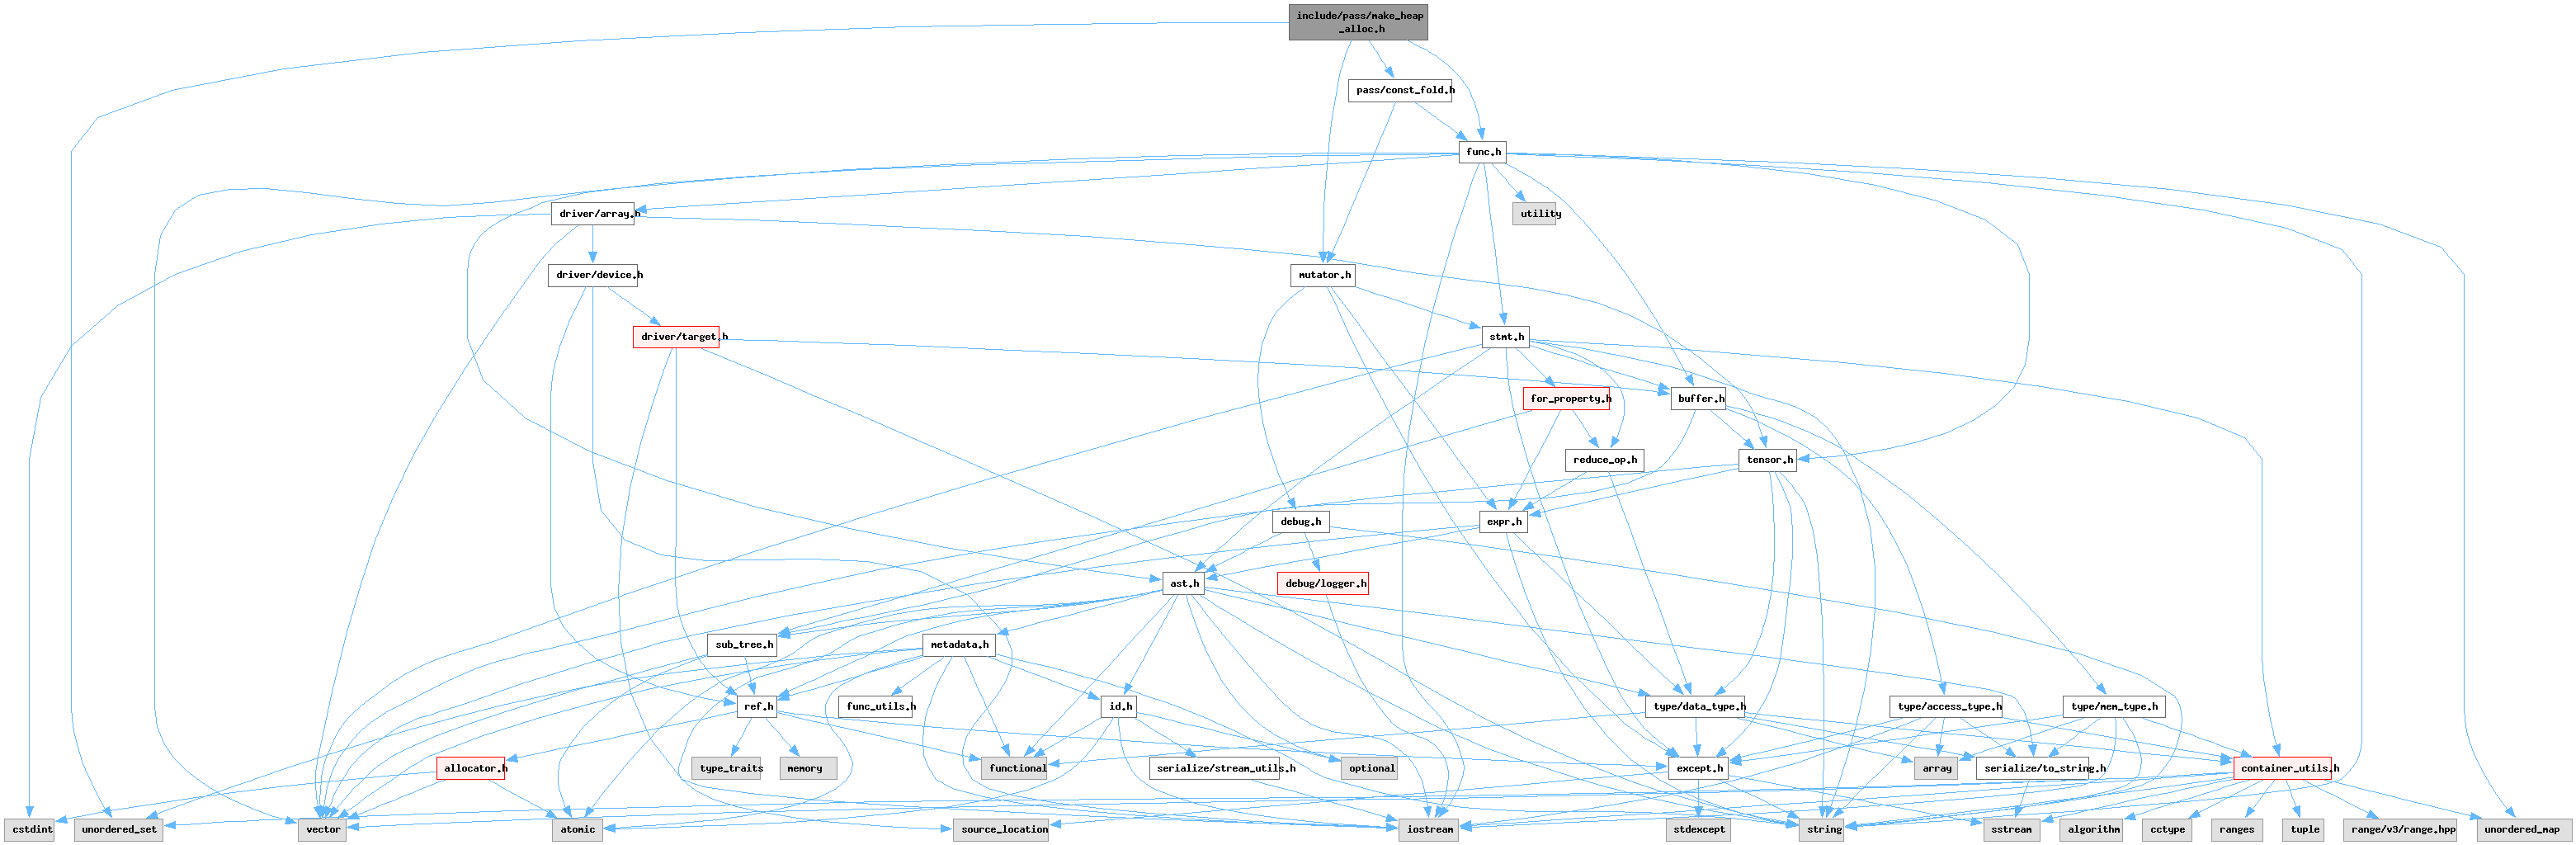 include/pass/make_heap
_alloc.h
pass/const_fold.h
func.h
driver/array.h
utility
driver/device.h
mutator.h
driver/target.h
stmt.h
for_property.h
buffer.h
reduce_op.h
tensor.h
debug.h
expr.h
ast.h
debug/logger.h
sub_tree.h
metadata.h
ref.h
func_utils.h
id.h
type/data_type.h
type/access_type.h
type/mem_type.h
allocator.h
type_traits
memory
functional
serialize/stream_utils.h
optional
except.h
array
serialize/to_string.h
container_utils.h
cstdint
unordered_set
vector
atomic
source_location
iostream
stdexcept
string
sstream
algorithm
cctype
ranges
tuple
range/v3/range.hpp
unordered_map